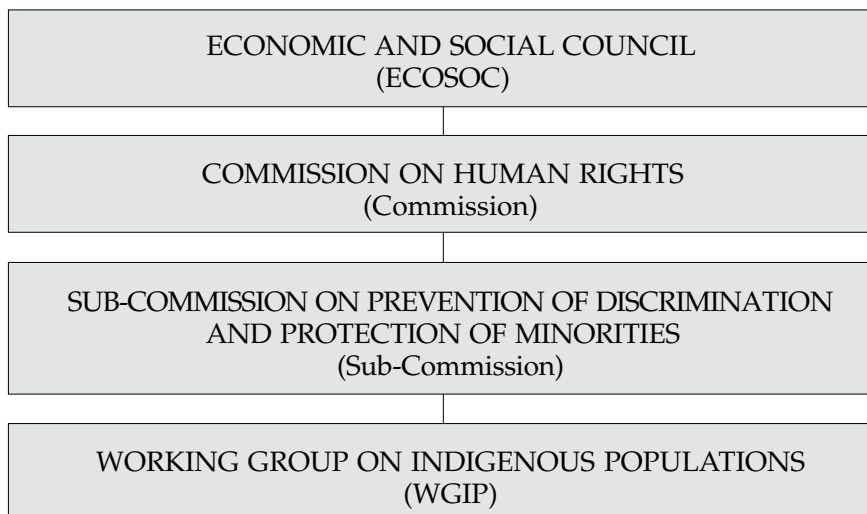 ECONOMIC AND SOCIAL COUNCIL
(ECOSOC)
COMMISSION ON HUMAN RIGHTS
(Commission)
SUB-COMMISSION ON PREVENTION OF DISCRIMINATION
AND PROTECTION OF MINORITIES
(Sub-Commission)
WORKING GROUP ON INDIGENOUS POPULATIONS
(WGIP)